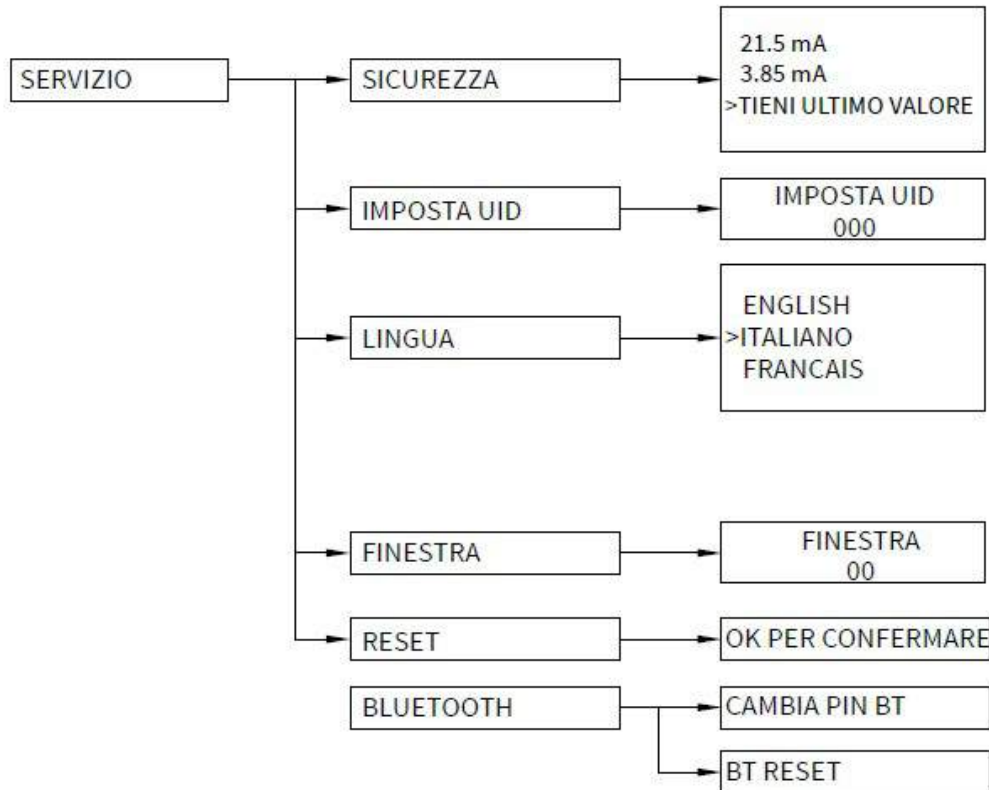 SERVIZIO
SICUREZZA
21.5 mA
3.85 mA
>TIENI ULTIMO VALORE
IMPOSTA UID
IMPOSTA UID
000
LINGUA
ENGLISH
>ITALIANO
FRANCAIS
FINESTRA
FINESTRA
00
RESET
OK PER CONFERMARE
BLUETOOTH
CAMBIA PIN BT
BT RESET